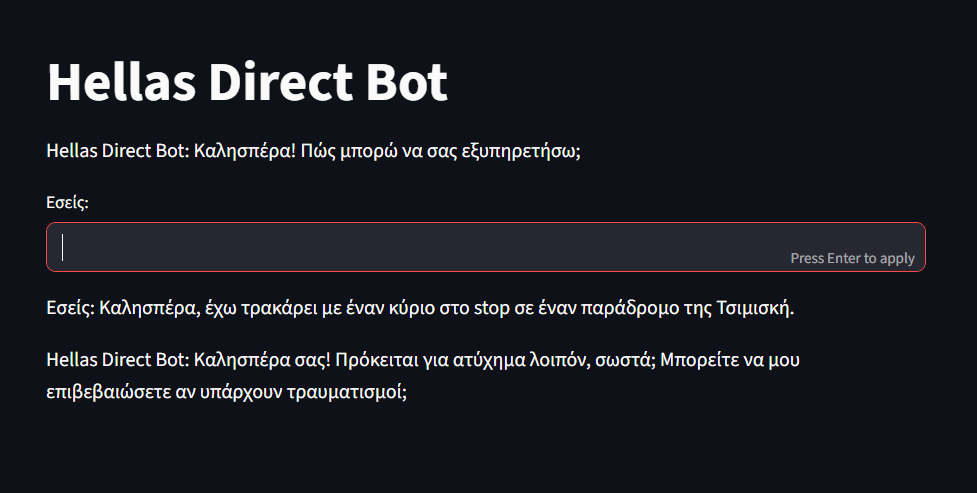 Hellas Direct Bot
Hellas Direct Bot: Καλησπέρα! Πώς μπορώ να σας εξυπηρετήσω;
Εσείς:
Press Enter to apply
Εσείς: Καλησπέρα, έχω τρακάρει με έναν κύριο στο stop σε έναν παράδρομο της Τσιμισκή.
Hellas Direct Bot: Καλησπέρα σας! Πρόκειται για ατύχημα λοιπόν, σωστά; Μπορείτε να μου
επιβεβαιώσετε αν υπάρχουν τραυματισμοί;